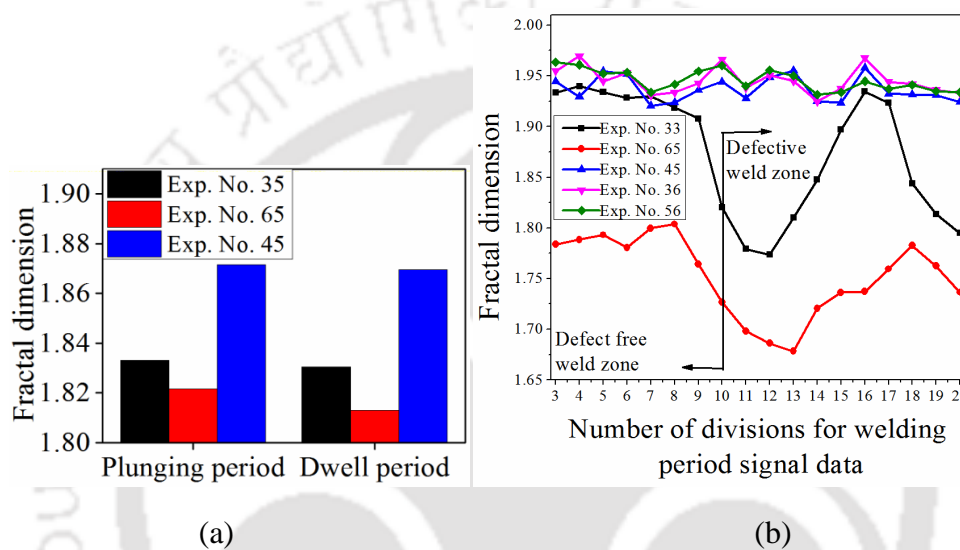 1.90
1.88
1.86
1.84
1.82
1.80
Fractal dimension
Exp. No. 35
Exp. No. 65
Exp. No. 45
Plunging period
Dwell period
(a)
(b)
2.00
1.95
1.90
1.85
1.80
1.75
1.70
1.65
Fractal dimension
Exp. No. 33
Exp. No. 65
Exp. No. 45
Exp. No. 36
Exp. No. 56
Defective
weld zone
Defect free
weld zone
3 4 5 6 7 8 9 10 11 12 13 14 15 16 17 18 19
Number of divisions for welding
period signal data
(a)
(b)